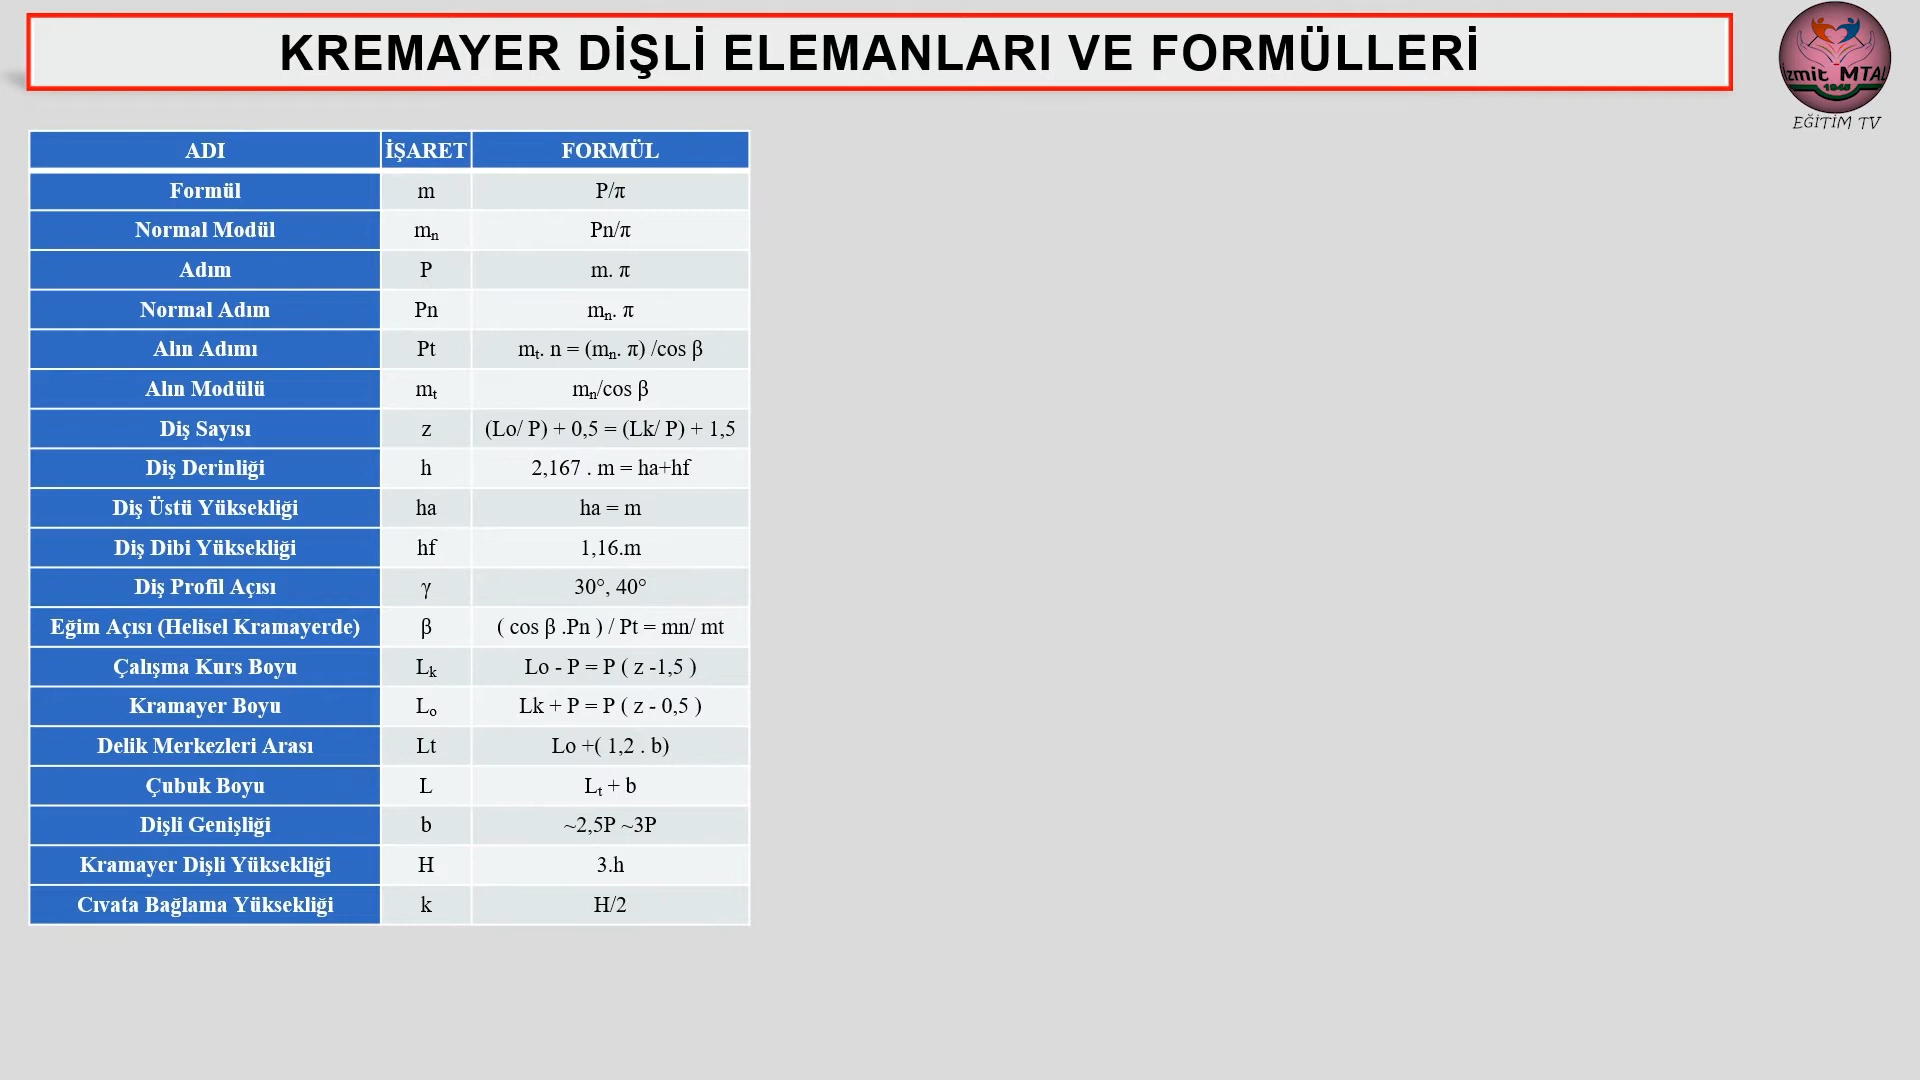 KREMAYER DİŞLİ ELEMANLARI VE FORMÜLLERİ
İzmit MTAL
1945
EĞİTİM TV
ADI İŞARET FORMÜL
Formül m P/π
Normal Modül mn Pn/π
Adım P m. π
Normal Adım Pn mn. π
Alın Adımı Pt mt. n = (mn. π) /cos β
Alın Modülü mt mn/cos β
Diş Sayısı z (Lo/ P) + 0,5 = (Lk/ P) + 1,5
Diş Derinliği h 2,167 . m = ha+hf
Diş Üstü Yüksekliği ha ha = m
Diş Dibi Yüksekliği hf 1,16.m
Diş Profil Açısı γ 30°, 40°
Eğim Açısı (Helisel Kramayerde) β ( cos β .Pn ) / Pt = mn/ mt
Çalışma Kurs Boyu Lk Lo - P = P ( z -1,5 )
Kramayer Boyu Lo Lk + P = P ( z - 0,5 )
Delik Merkezleri Arası Lt Lo +( 1,2 . b)
Çubuk Boyu L Lt + b
Dişli Genişliği b ~2,5P ~3P
Kramayer Dişli Yüksekliği H 3.h
Cıvata Bağlama Yüksekliği k H/2